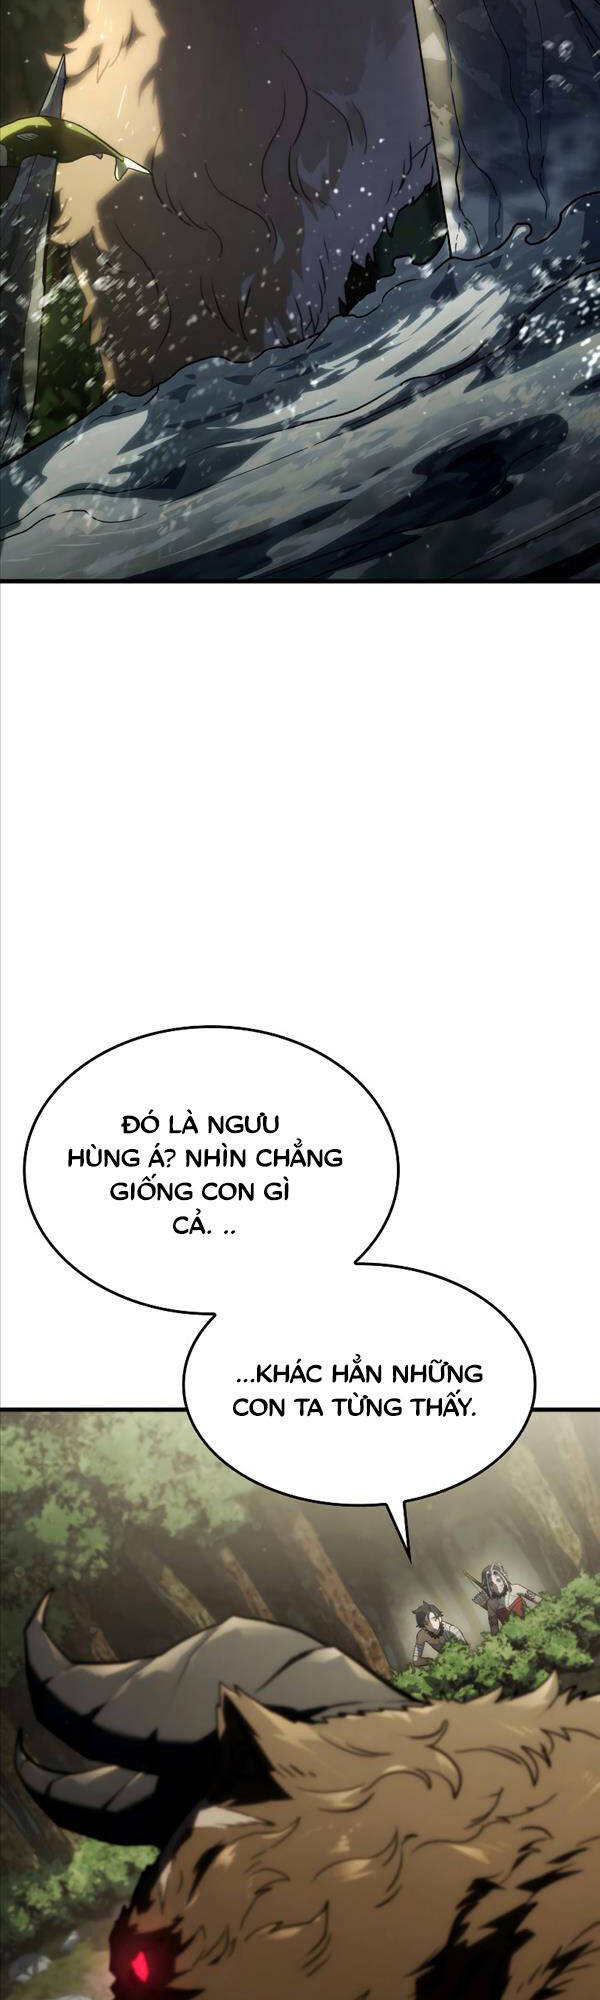 ĐÓ LÀ NGƯU
HÙNG Á? NHÌN CHẲNG
GIỐNG CON GÌ
CẢ. ..
...KHÁC HẲN NHỮNG
CON TA TỪNG THẤY.